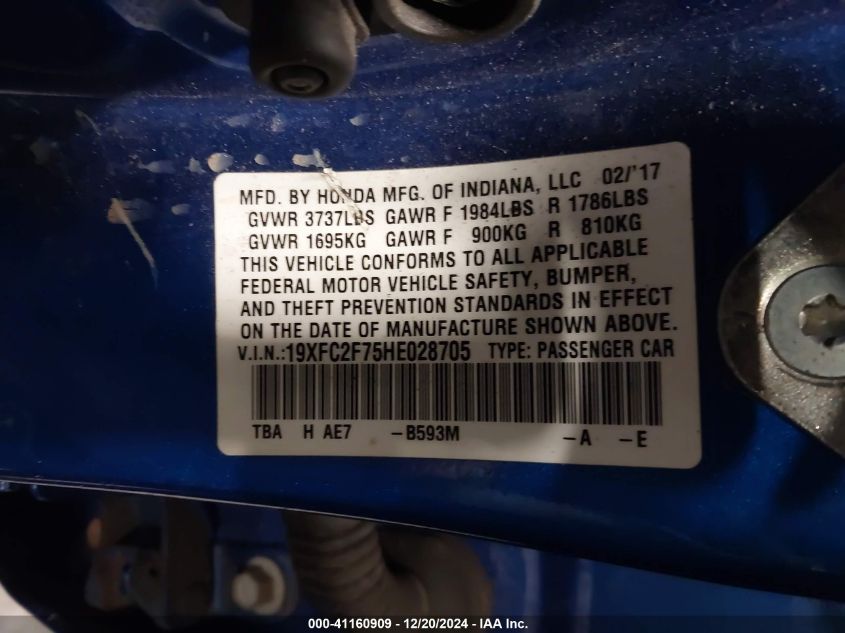 MFD. BY HONDA MFG. OF INDIANA, LLC 02/'17
GVWR 3737LBS GAWR F 1984LBS R 1786LBS
GVWR 1695KG GAWR F 900KG R 810KG
THIS VEHICLE CONFORMS TO ALL APPLICABLE
FEDERAL MOTOR VEHICLE SAFETY, BUMPER,
AND THEFT PREVENTION STANDARDS IN EFFECT
ON THE DATE OF MANUFACTURE SHOWN ABOVE.
V.I.N.:19XFC2F75HE028705 TYPE: PASSENGER CAR
TBA H AE7 -B593M -A -E
000-41160909 - 12/20/2024 - IAA Inc.